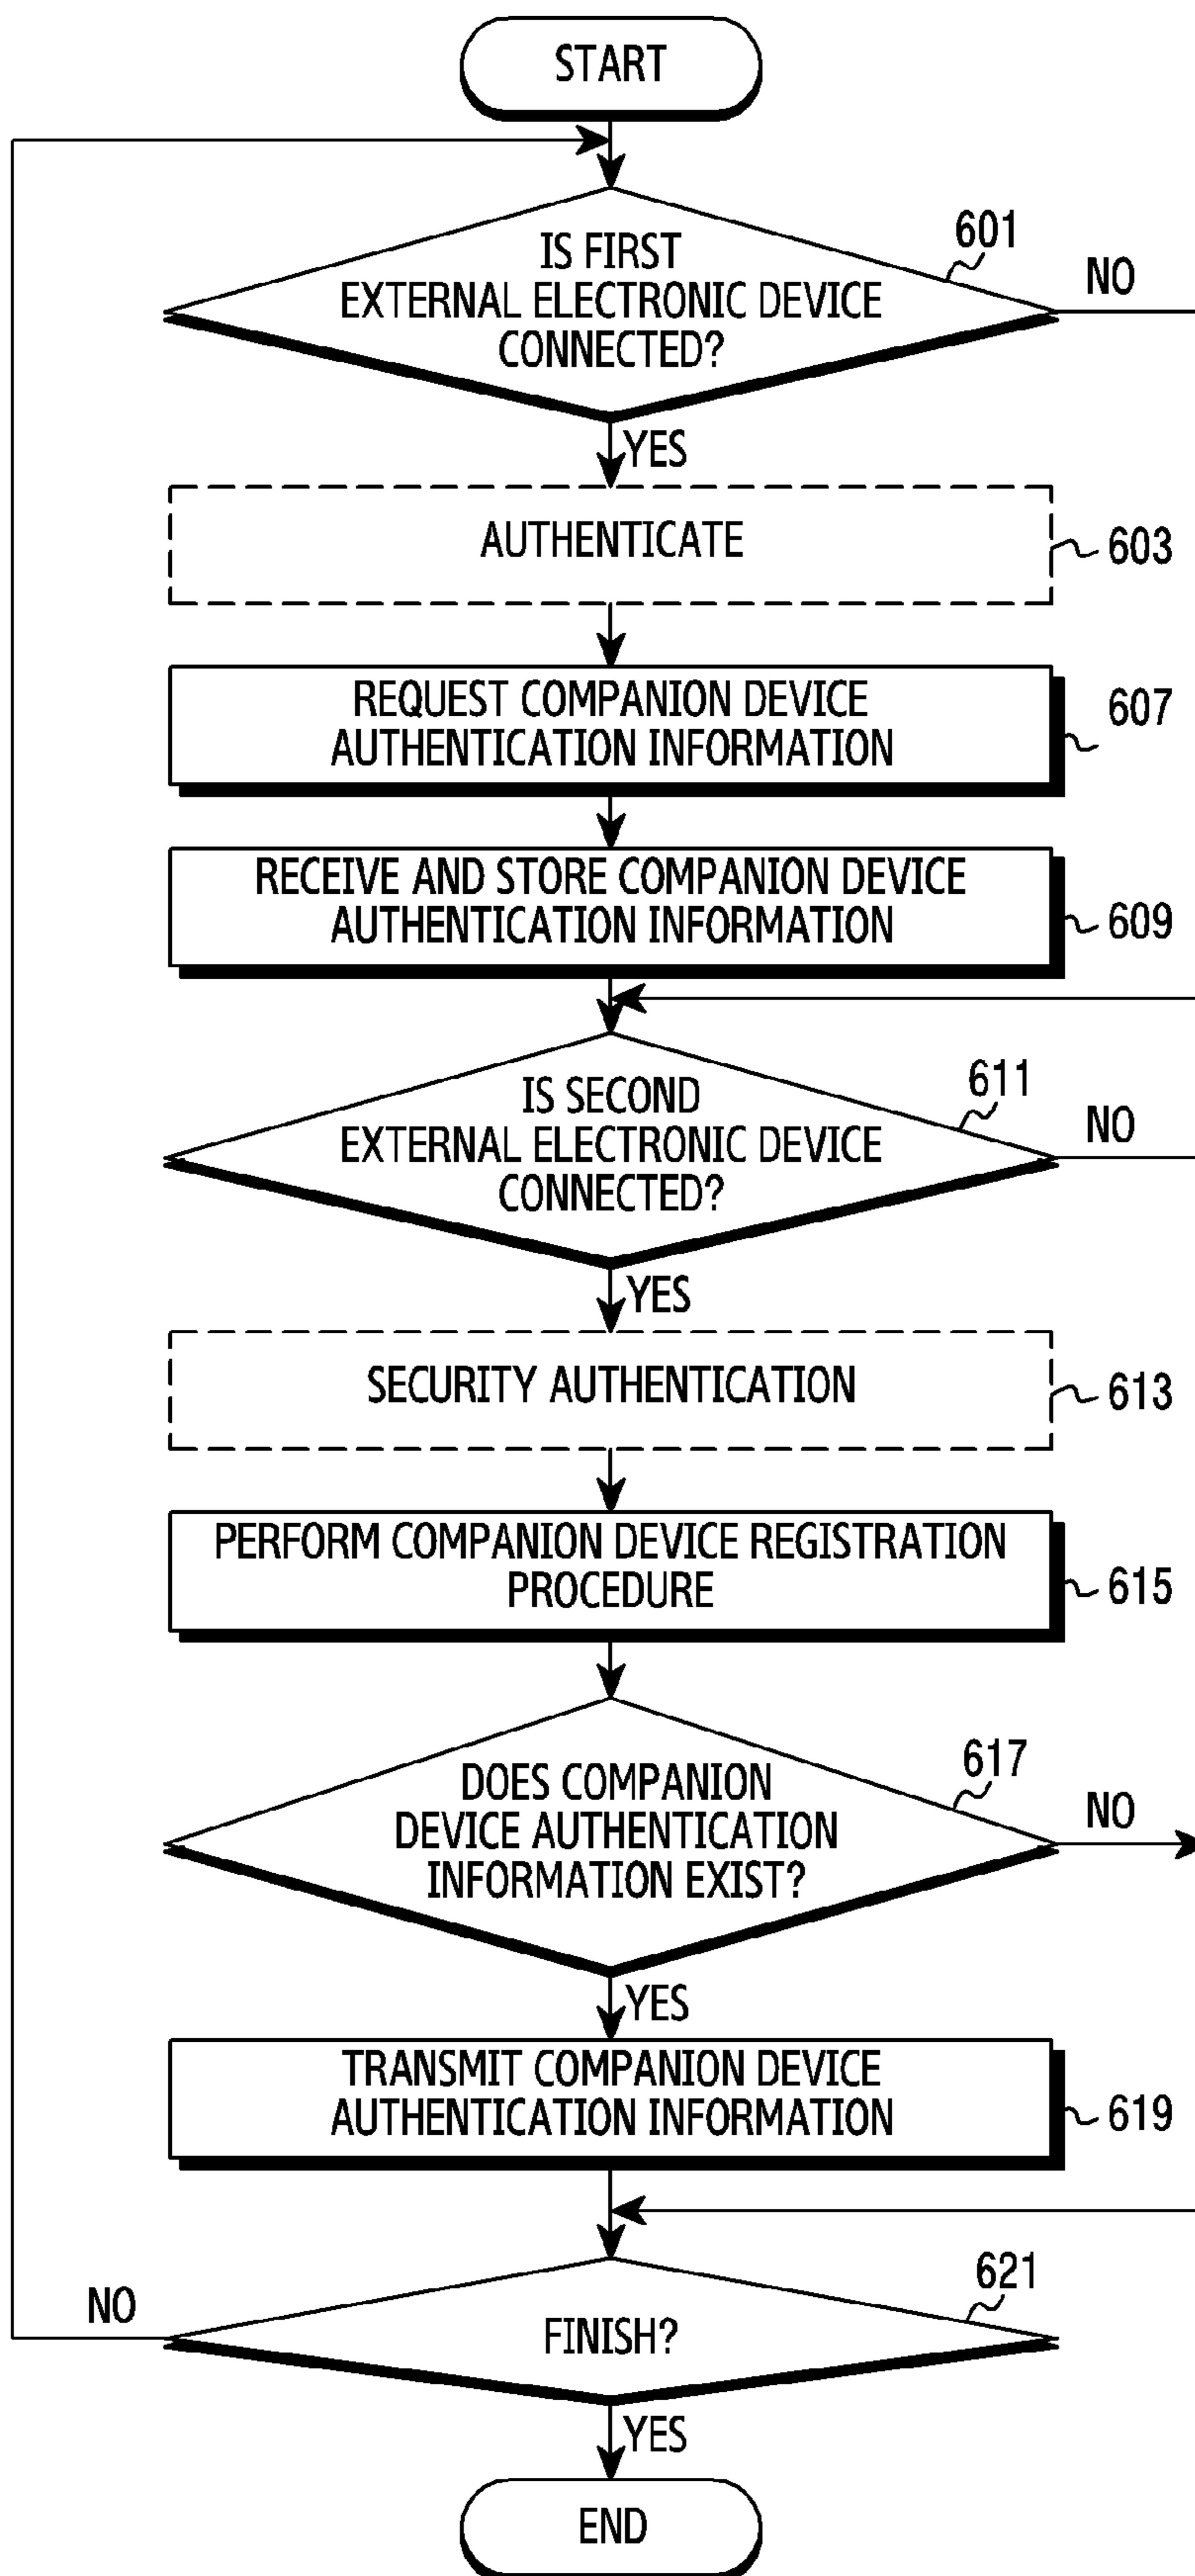 START
IS FIRST
EXTERNAL ELECTRONIC DEVICE
CONNECTED?
601
NO
YES
AUTHENTICATE
603
REQUEST COMPANION DEVICE
AUTHENTICATION INFORMATION
607
RECEIVE AND STORE COMPANION DEVICE
AUTHENTICATION INFORMATION
609
IS SECOND
EXTERNAL ELECTRONIC DEVICE
CONNECTED?
611
NO
YES
SECURITY AUTHENTICATION
613
PERFORM COMPANION DEVICE REGISTRATION
PROCEDURE
615
DOES COMPANION
DEVICE AUTHENTICATION
INFORMATION EXIST?
617
NO
YES
TRANSMIT COMPANION DEVICE
AUTHENTICATION INFORMATION
619
FINISH?
621
NO
YES
END